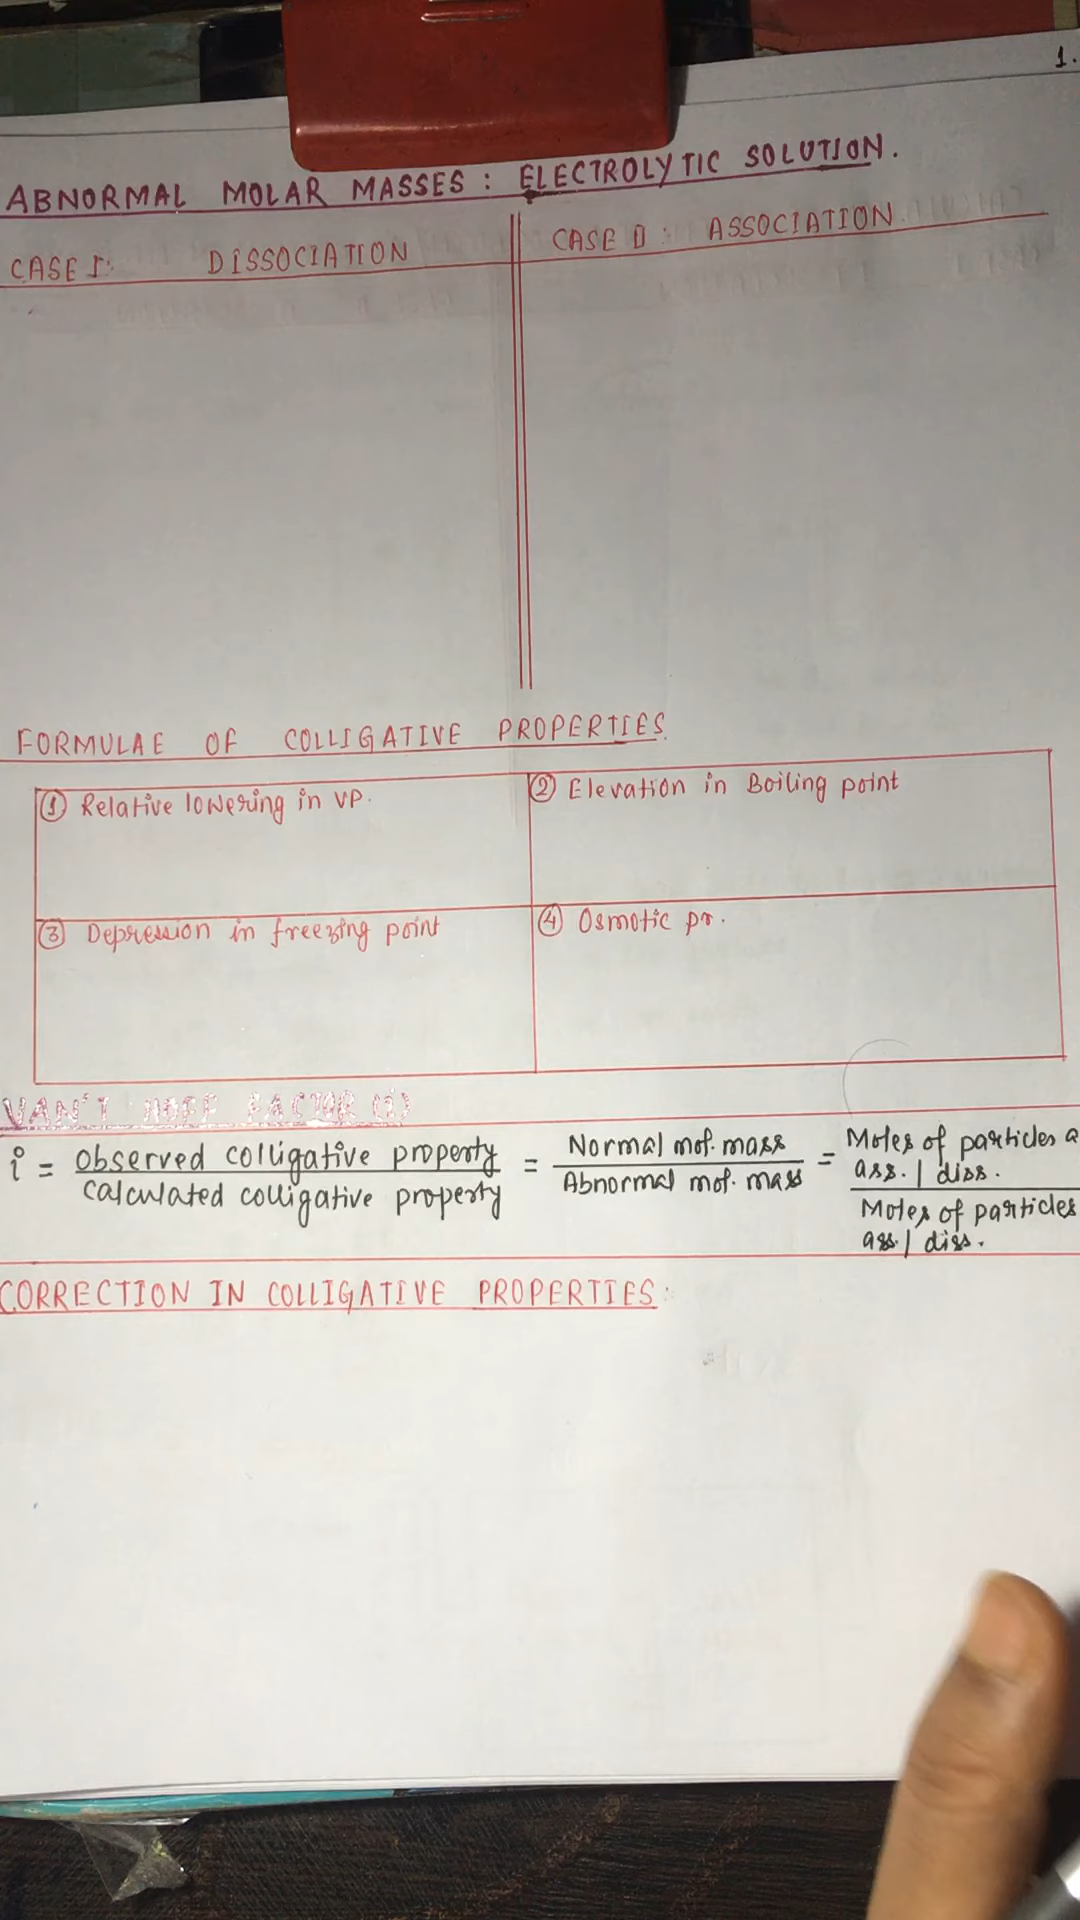 1.
ABNORMAL MOLAR MASSES : ELECTROLYTIC SOLUTION.
CASE I: DISSOCIATION
CASE II : ASSOCIATION
FORMULAE OF COLLIGATIVE PROPERTIES
① Relative lowering in VP.
② Elevation in Boiling point
③ Depression in freezing point
④ Osmotic pr.
VAN'T HOFF FACTOR (i)
i = observed colligative property / calculated colligative property = Normal mol. mass / Abnormal mol. mass = Moles of particles a
ass. / diss.
Moles of particles
ass. / diss.
CORRECTION IN COLLIGATIVE PROPERTIES :